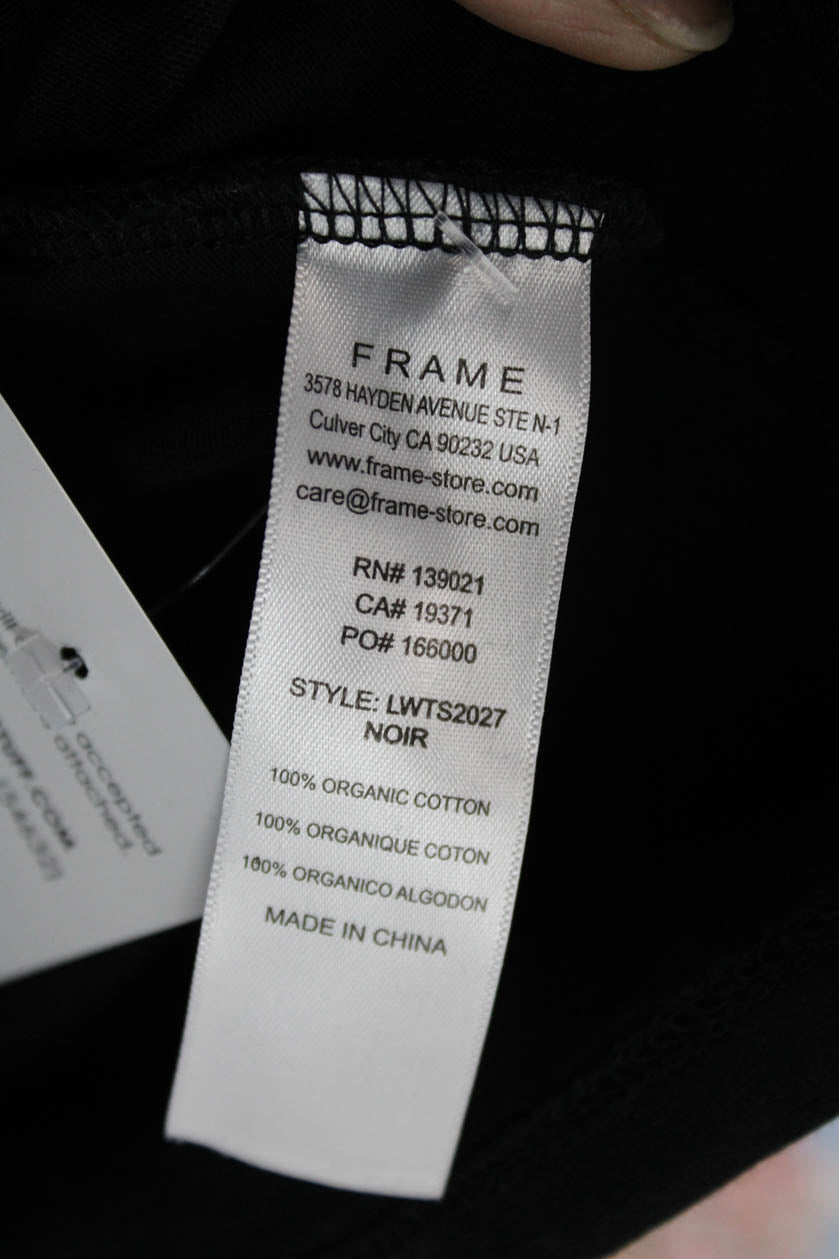 FRAME
3578 HAYDEN AVENUE STE N-1
Culver City CA 90232 USA
www.frame-store.com
care@frame-store.com
RN# 139021
CA# 19371
PO# 166000
STYLE: LWTS2027
NOIR
100% ORGANIC COTTON
100% ORGANIQUE COTON
100% ORGANICO ALGODON
MADE IN CHINA
accepted
attached.